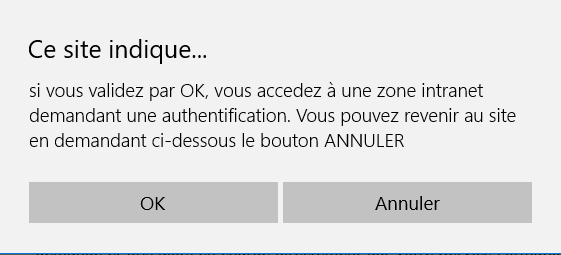 Ce site indique...
si vous validez par OK, vous accedez à une zone intranet
demandant une authentification. Vous pouvez revenir au site
en demandant ci-dessous le bouton ANNULER
OK
Annuler